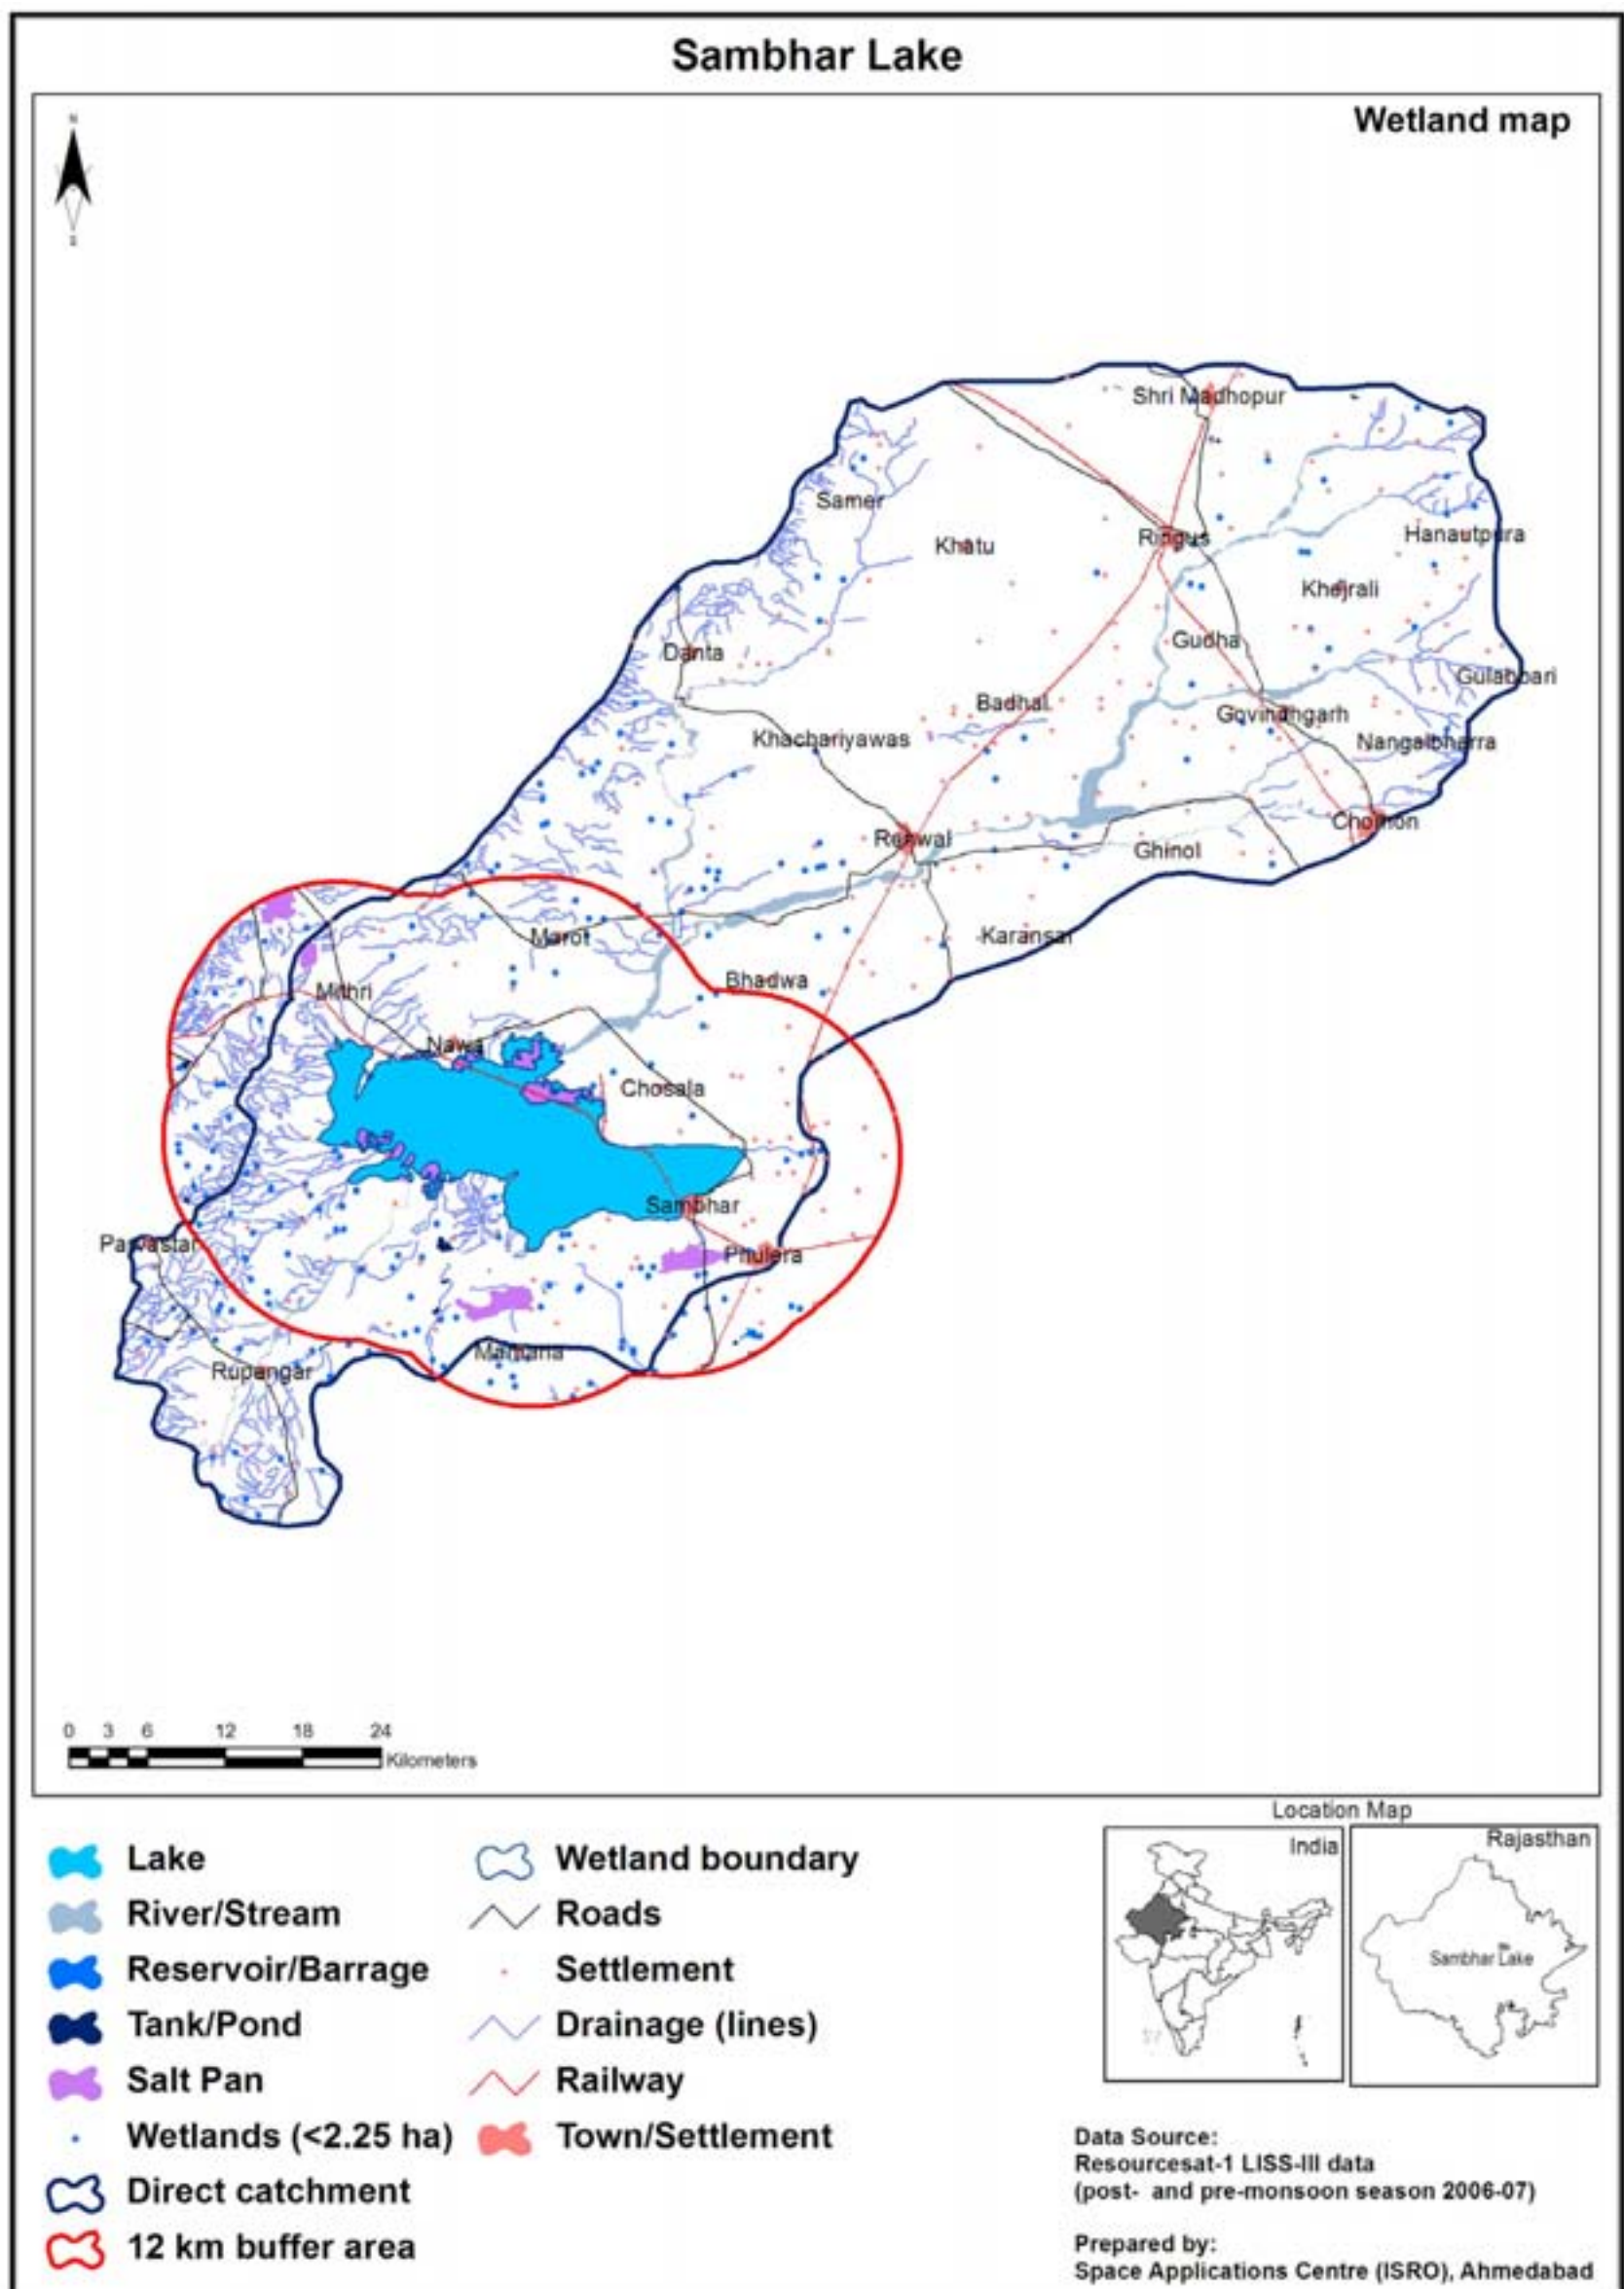 Sambhar Lake
Wetland map
N
S
Shri Madhopur
Samer
Khatu
Ringus
Hanautpura
Khejrali
Gudha
Danta
Gulabbari
Badhal
Govindhgarh
Khachariyawas
Nangalbharra
Renwal
Chomon
Ghinol
Marot
Karansar
Bhadwa
Mithri
Nawa
Chosala
Sambhar
Parvastar
Phulera
Rupangar
0 3 6 12 18 24
Kilometers
Location Map
India
Rajasthan
Sambhar Lake
Lake
River/Stream
Reservoir/Barrage
Tank/Pond
Salt Pan
Wetlands (<2.25 ha)
Direct catchment
12 km buffer area
Wetland boundary
Roads
Settlement
Drainage (lines)
Railway
Town/Settlement
Data Source:
Resourcesat-1 LISS-III data
(post- and pre-monsoon season 2006-07)
Prepared by:
Space Applications Centre (ISRO), Ahmedabad